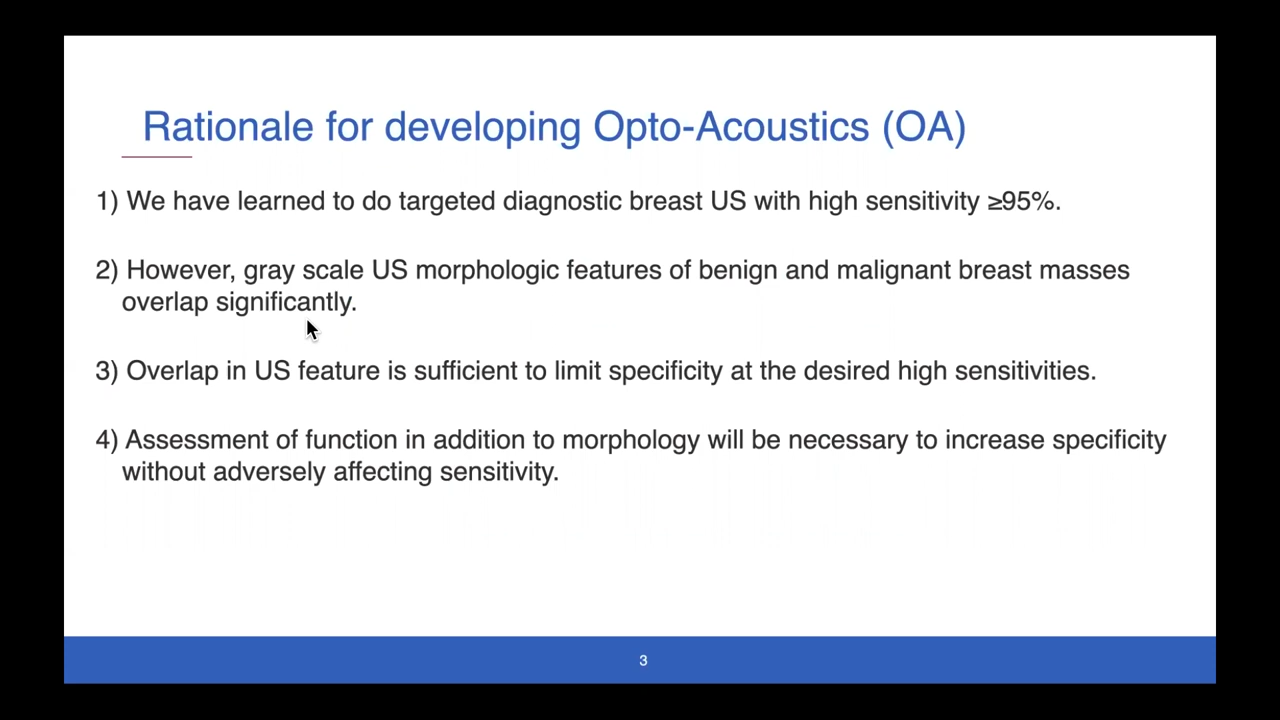 Rationale for developing Opto-Acoustics (OA)
1) We have learned to do targeted diagnostic breast US with high sensitivity ≥95%.
2) However, gray scale US morphologic features of benign and malignant breast masses
overlap significantly.
3) Overlap in US feature is sufficient to limit specificity at the desired high sensitivities.
4) Assessment of function in addition to morphology will be necessary to increase specificity
without adversely affecting sensitivity.
3